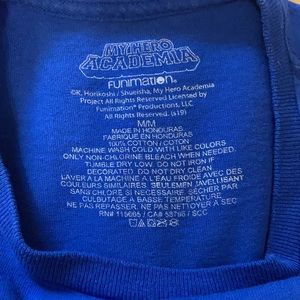 MY HERO
ACADEMIA
FUNIMATION®
©K. Horikoshi / Shueisha, My Hero Academia
Project All Rights Reserved Licensed by
Funimation® Productions, LLC
All Rights Reserved. (s19)
M/M
MADE IN HONDURAS
FABRIQUE EN HONDURAS
100% COTTON / COTON
MACHINE WASH COLD WITH LIKE COLORS
ONLY NON-CHLORINE BLEACH WHEN NEEDED.
TUMBLE DRY LOW. DO NOT IRON IF
DECORATED. DO NOT DRY CLEAN
LAVER A LA MACHINE A L'EAU FROIDE AVEC DES
COULEURS SIMILAIRES. SEULEMEN JAVELLISANT
SANS CHLORE SI NECESSAIRE. SECHER PAR
CULBUTAGE A BASSE TEMPERATURE.
NE PAS REPASSER. NE PAS NETTOYER A SEC
RN# 115605 / CA# 53765 / SCC